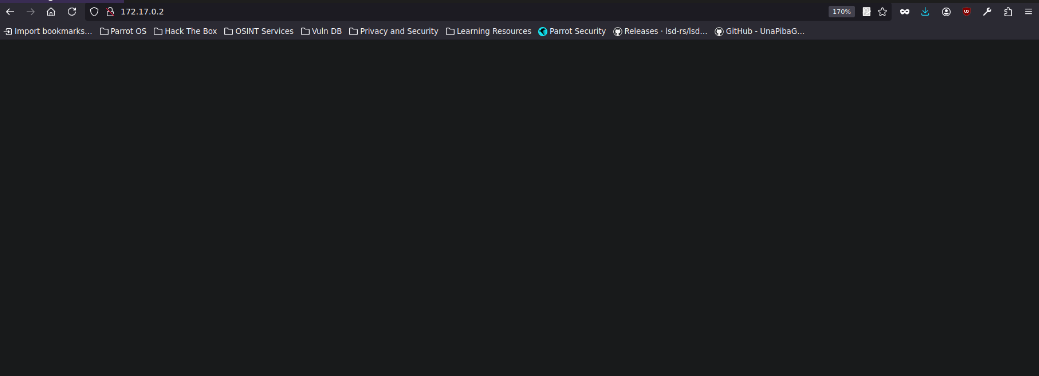 172.17.0.2 170%
Import bookmarks... Parrot OS Hack The Box OSINT Services Vuln DB Privacy and Security Learning Resources Parrot Security Releases · lsd-rs/lsd... GitHub - UnaPibaG...